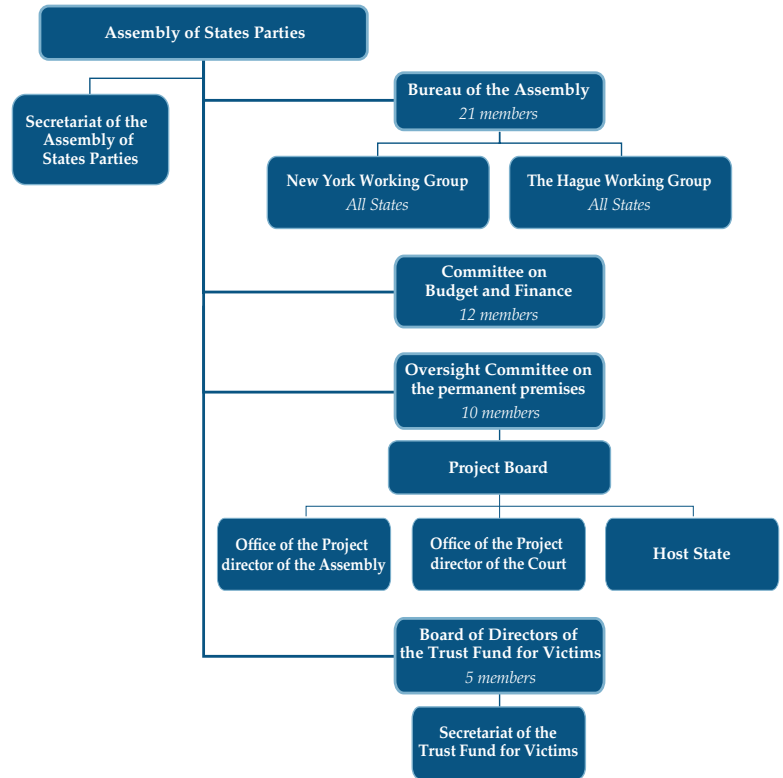 Assembly of States Parties
Secretariat of the
Assembly of
States Parties
Bureau of the Assembly
21 members
New York Working Group
All States
The Hague Working Group
All States
Committee on
Budget and Finance
12 members
Oversight Committee on
the permanent premises
10 members
Project Board
Office of the Project
director of the Assembly
Office of the Project
director of the Court
Host State
Board of Directors of
the Trust Fund for Victims
5 members
Secretariat of the
Trust Fund for Victims